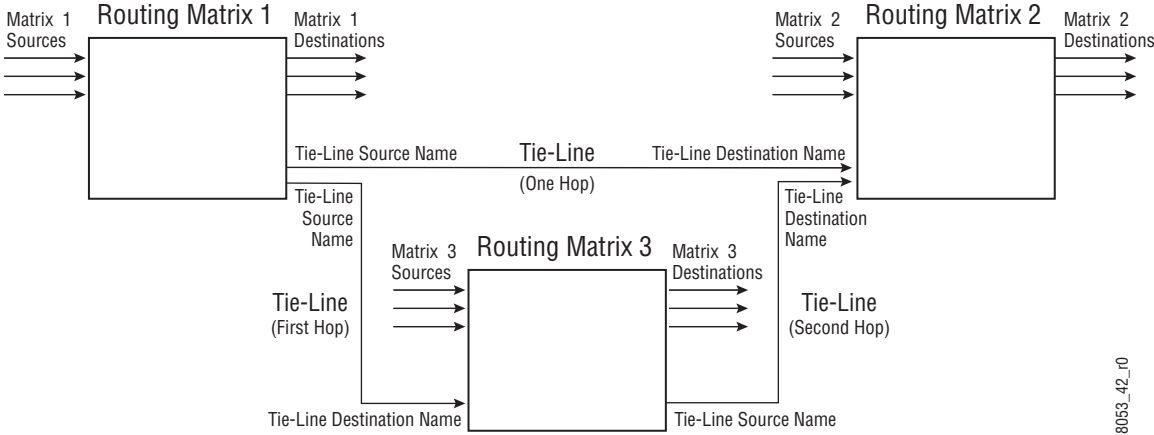 Matrix 1
Sources
Routing Matrix 1
Matrix 1
Destinations
Matrix 2
Sources
Routing Matrix 2
Matrix 2
Destinations
Tie-Line Source Name
Tie-Line
(One Hop)
Tie-Line Destination Name
Tie-Line
Source
Name
Tie-Line
Destination
Name
Matrix 3
Sources
Routing Matrix 3
Matrix 3
Destinations
Tie-Line
(First Hop)
Tie-Line
(Second Hop)
Tie-Line Destination Name
Tie-Line Source Name
8053_42_r0